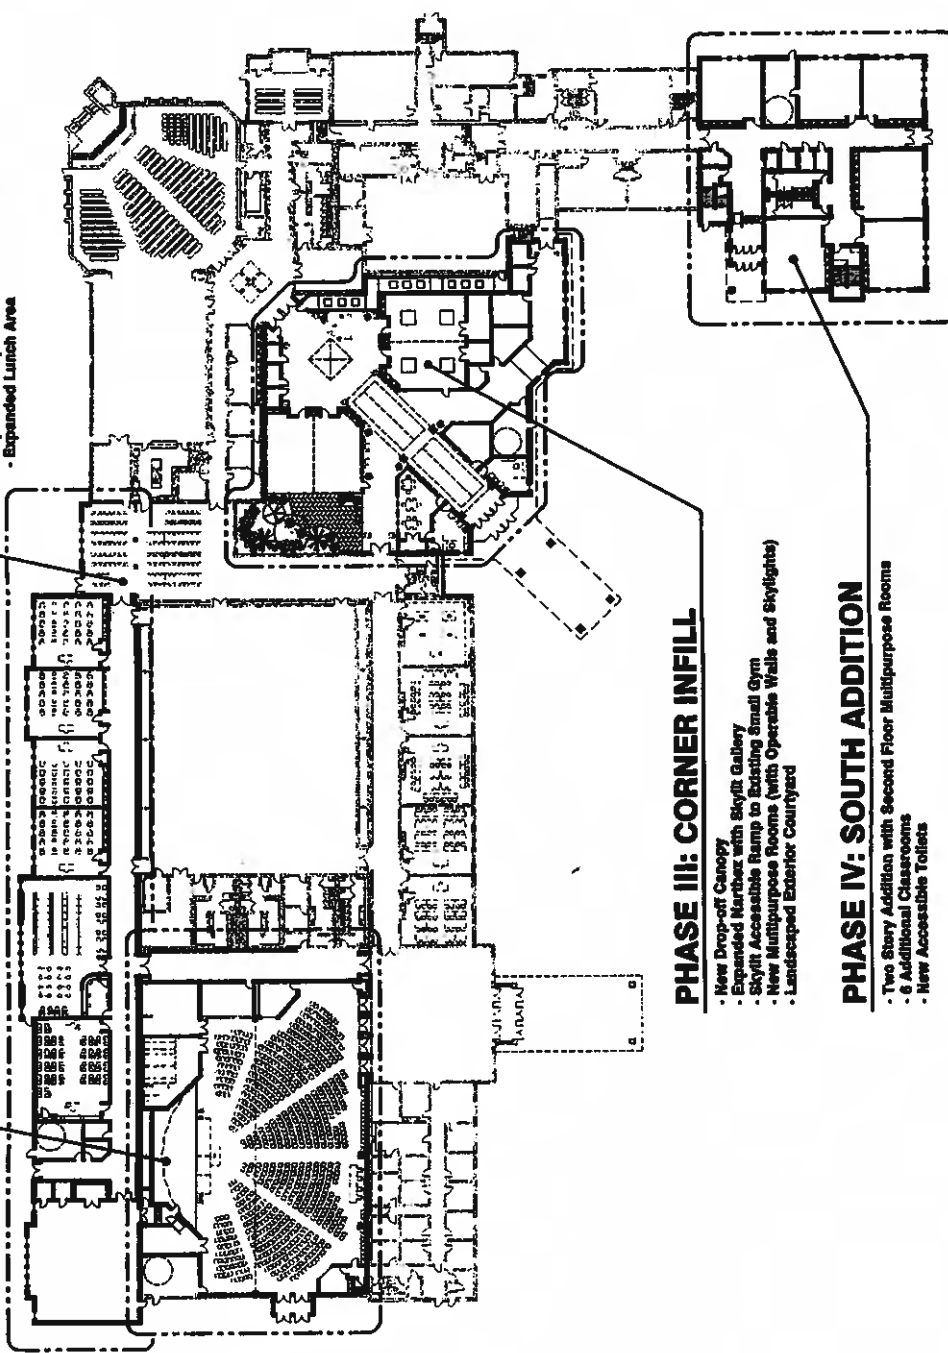 - Expanded Lunch Area
PHASE III: CORNER INFILL
- New Drop-off Canopy
- Expanded Narthex with Skylit Gallery
- Skylit Accessible Ramp to Existing Small Gym
- New Multipurpose Rooms (with Operable Walls and Skylights)
- Landscaped Exterior Courtyard
PHASE IV: SOUTH ADDITION
- Two Story Addition with Second Floor Multipurpose Rooms
- 6 Additional Classrooms
- New Accessible Toilets